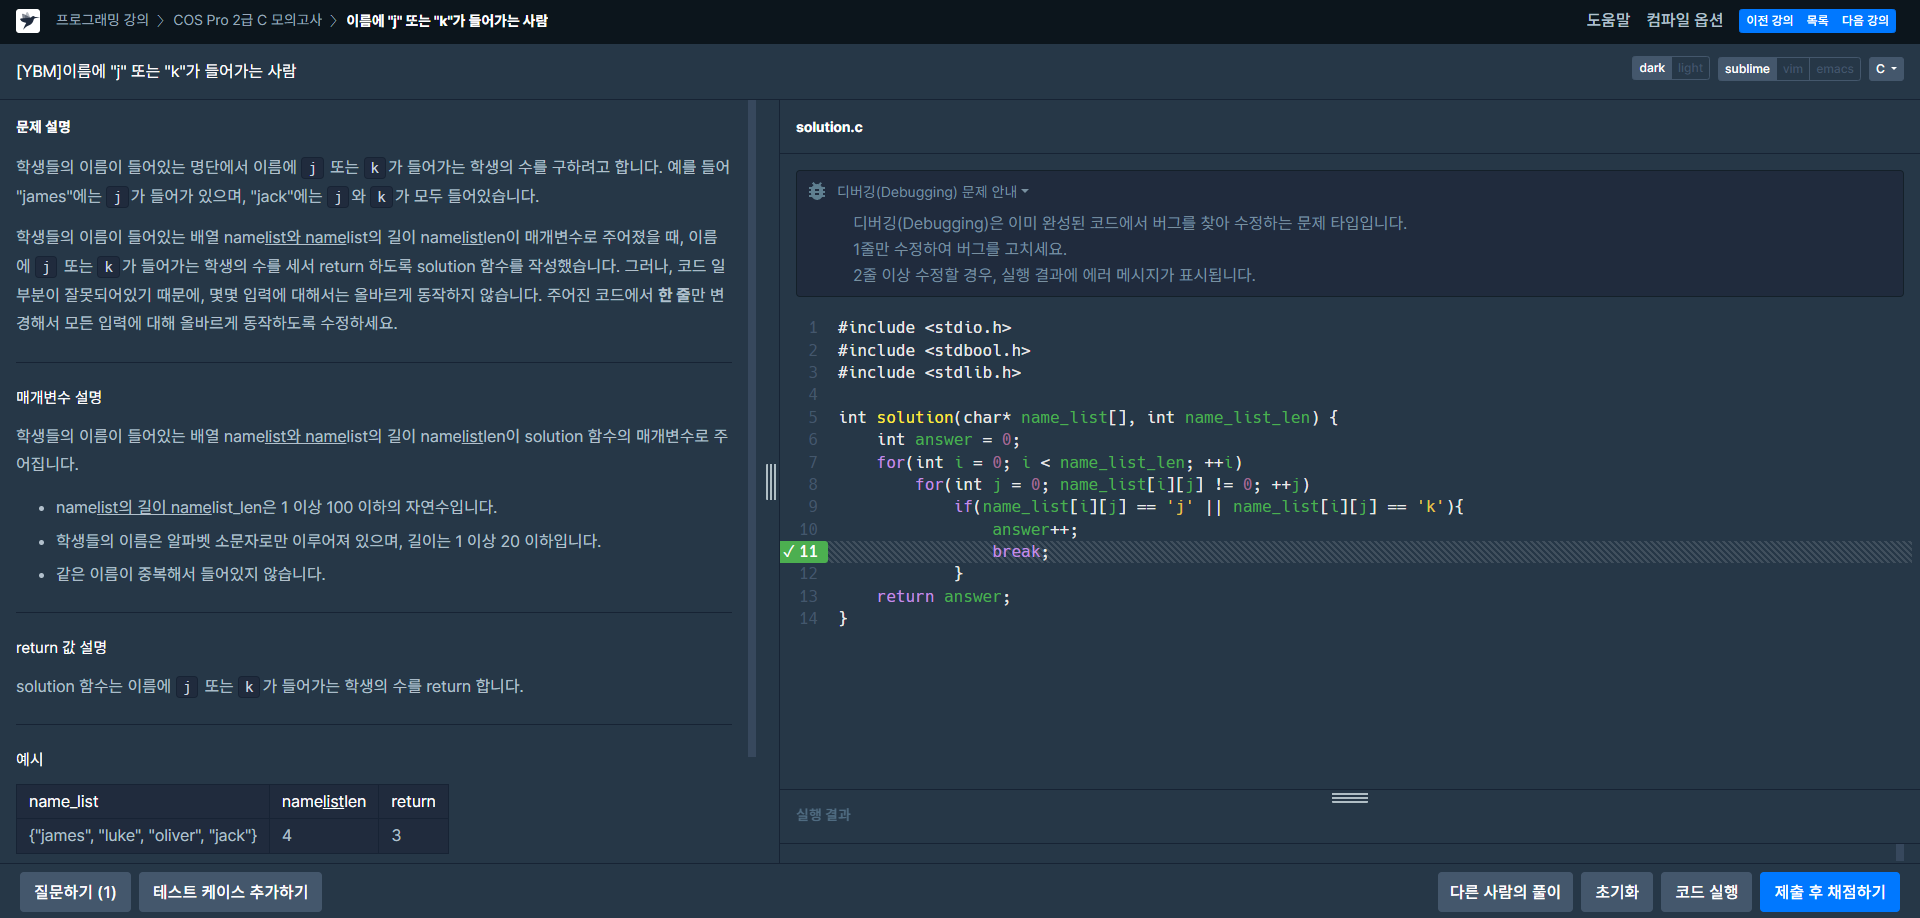 프로그래밍 강의 > COS Pro 2급 C 모의고사 > 이름에 "j" 또는 "k"가 들어가는 사람
도움말 컴파일 옵션 이전 강의 목록 다음 강의
[YBM]이름에 "j" 또는 "k"가 들어가는 사람
dark light sublime vim emacs C
문제 설명
학생들의 이름이 들어있는 명단에서 이름에 j 또는 k 가 들어가는 학생의 수를 구하려고 합니다. 예를 들어
"james"에는 j 가 들어가 있으며, "jack"에는 j 와 k 가 모두 들어있습니다.
학생들의 이름이 들어있는 배열 namelist와 namelist의 길이 namelistlen이 매개변수로 주어졌을 때, 이름
에 j 또는 k 가 들어가는 학생의 수를 세서 return 하도록 solution 함수를 작성했습니다. 그러나, 코드 일
부분이 잘못되어있기 때문에, 몇몇 입력에 대해서는 올바르게 동작하지 않습니다. 주어진 코드에서 한 줄만 변
경해서 모든 입력에 대해 올바르게 동작하도록 수정하세요.
매개변수 설명
학생들의 이름이 들어있는 배열 namelist와 namelist의 길이 namelistlen이 solution 함수의 매개변수로 주
어집니다.
• namelist의 길이 namelist_len은 1 이상 100 이하의 자연수입니다.
• 학생들의 이름은 알파벳 소문자로만 이루어져 있으며, 길이는 1 이상 20 이하입니다.
• 같은 이름이 중복해서 들어있지 않습니다.
return 값 설명
solution 함수는 이름에 j 또는 k 가 들어가는 학생의 수를 return 합니다.
예시
name_list namelistlen return
{"james", "luke", "oliver", "jack"} 4 3
solution.c
디버깅(Debugging) 문제 안내
디버깅(Debugging)은 이미 완성된 코드에서 버그를 찾아 수정하는 문제 타입입니다.
1줄만 수정하여 버그를 고치세요.
2줄 이상 수정할 경우, 실행 결과에 에러 메시지가 표시됩니다.
1 #include <stdio.h>
2 #include <stdbool.h>
3 #include <stdlib.h>
4
5 int solution(char* name_list[], int name_list_len) {
6     int answer = 0;
7     for(int i = 0; i < name_list_len; ++i)
8         for(int j = 0; name_list[i][j] != 0; ++j)
9             if(name_list[i][j] == 'j' || name_list[i][j] == 'k'){
10                 answer++;
✓ 11                 break;
12             }
13     return answer;
14 }
실행 결과
질문하기 (1) 테스트 케이스 추가하기 다른 사람의 풀이 초기화 코드 실행 제출 후 채점하기